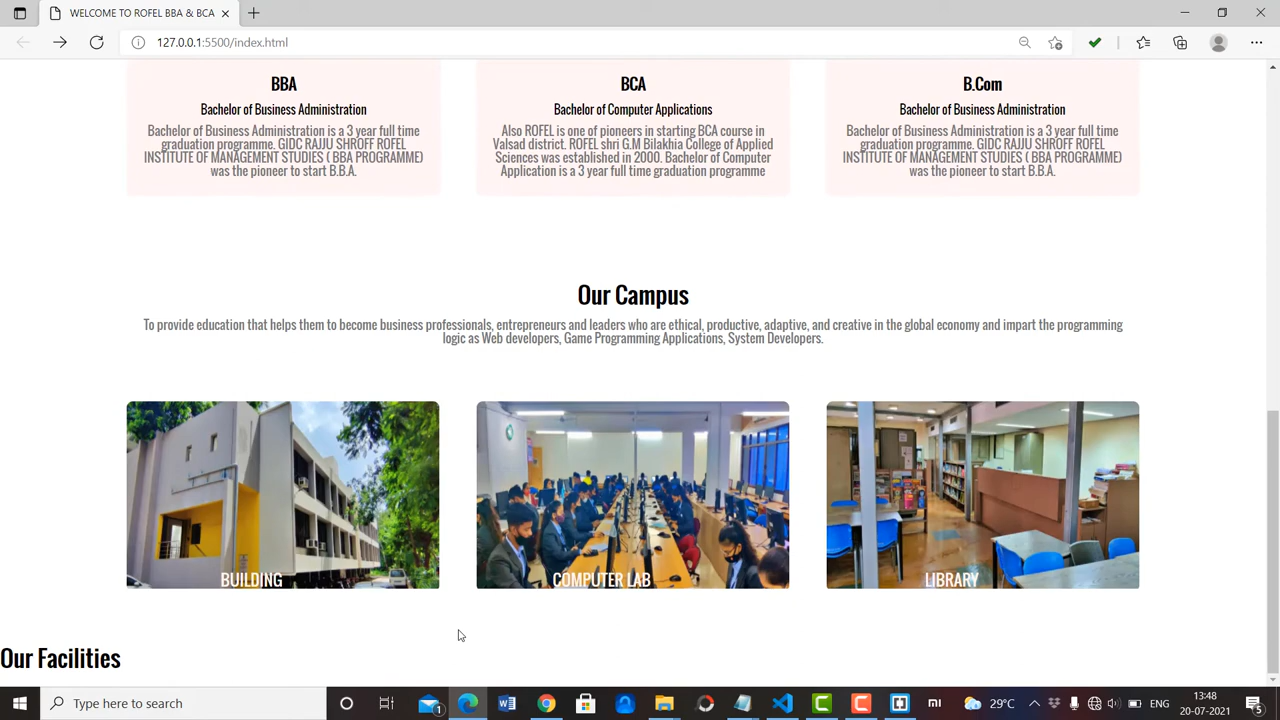 WELCOME TO ROFEL BBA & BCA
127.0.0.1:5500/index.html
BBA
Bachelor of Business Administration
Bachelor of Business Administration is a 3 year full time
graduation programme. GIDC RAJJU SHROFF ROFEL
INSTITUTE OF MANAGEMENT STUDIES ( BBA PROGRAMME)
was the pioneer to start B.B.A.
BCA
Bachelor of Computer Applications
Also ROFEL is one of pioneers in starting BCA course in
Valsad district. ROFEL shri G.M Bilakhia College of Applied
Sciences was established in 2000. Bachelor of Computer
Application is a 3 year full time graduation programme
B.Com
Bachelor of Business Administration
Bachelor of Business Administration is a 3 year full time
graduation programme. GIDC RAJJU SHROFF ROFEL
INSTITUTE OF MANAGEMENT STUDIES ( BBA PROGRAMME)
was the pioneer to start B.B.A.
Our Campus
To provide education that helps them to become business professionals, entrepreneurs and leaders who are ethical, productive, adaptive, and creative in the global economy and impart the programming
logic as Web developers, Game Programming Applications, System Developers.
BUILDING
COMPUTER LAB
LIBRARY
Our Facilities
Type here to search
1
mi
29°C
ENG
13:48
20-07-2021
5